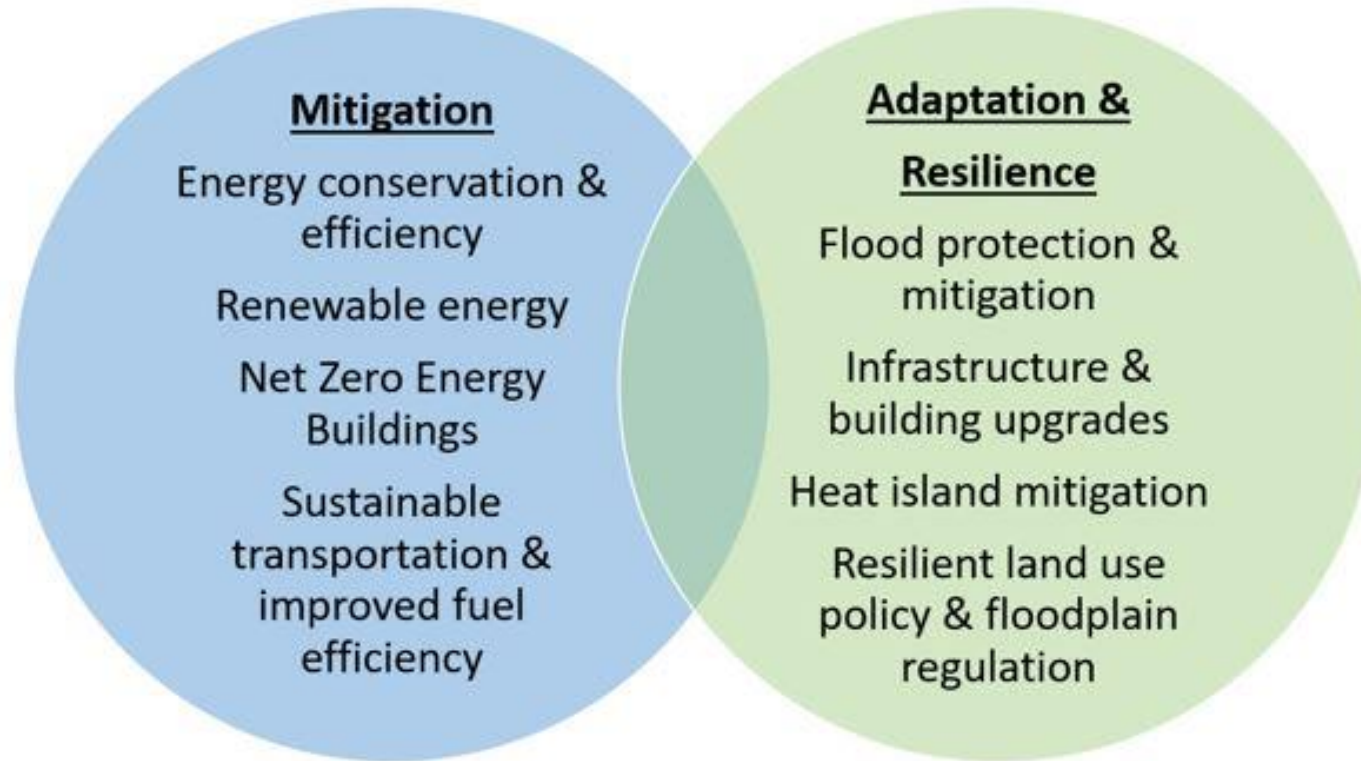 Mitigation
Energy conservation &
efficiency
Renewable energy
Net Zero Energy
Buildings
Sustainable
transportation &
improved fuel
efficiency
Adaptation &
Resilience
Flood protection &
mitigation
Infrastructure &
building upgrades
Heat island mitigation
Resilient land use
policy & floodplain
regulation